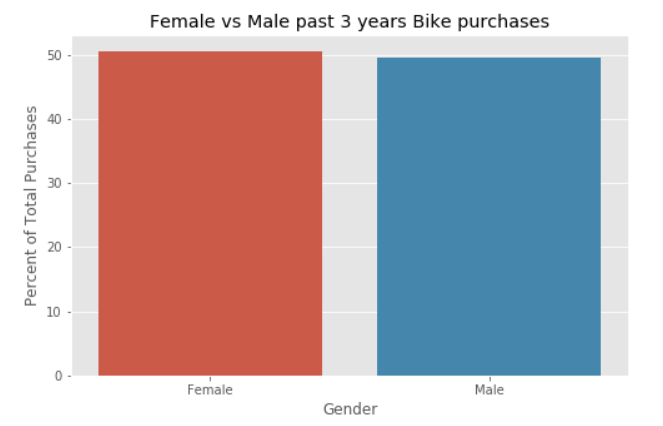 Female vs Male past 3 years Bike purchases
Percent of Total Purchases
50
40
30
20
10
0
Female
Male
Gender